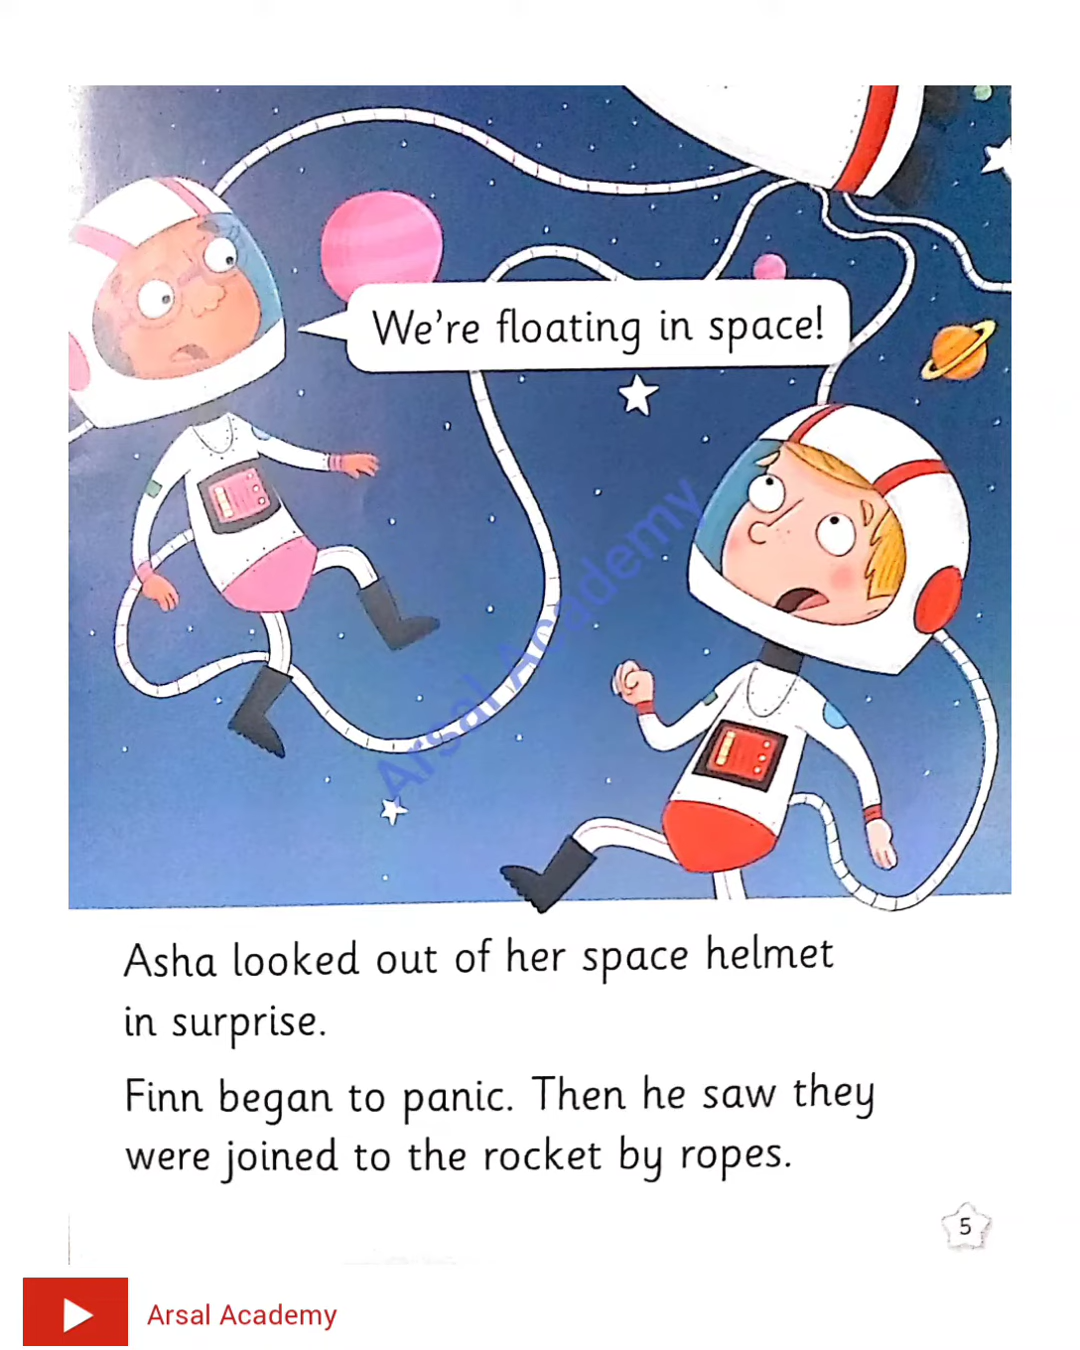 We're floating in space!
Arsal Academy
Asha looked out of her space helmet
in surprise.
Finn began to panic. Then he saw they
were joined to the rocket by ropes.
5
Arsal Academy